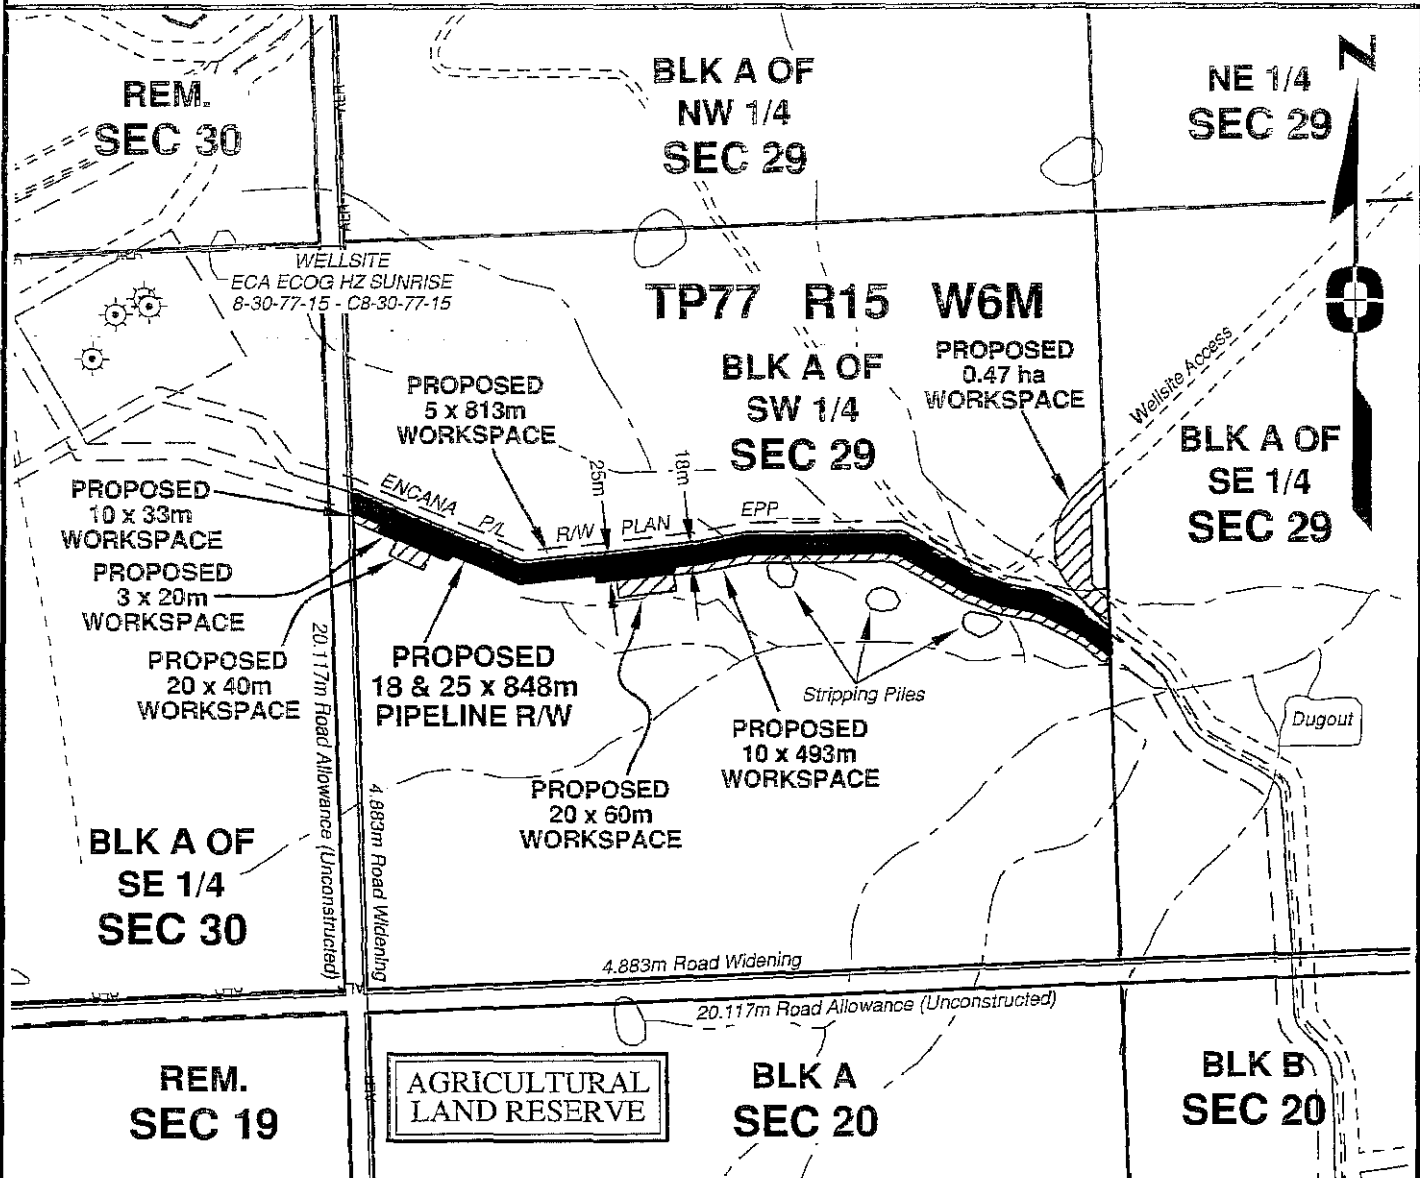 REM.
SEC 30
BLK A OF
NW 1/4
SEC 29
NE 1/4
SEC 29
N
WELLSITE
ECA ECOG HZ SUNRISE
8-30-77-15 - C8-30-77-15
TP77 R15 W6M
PROPOSED
5 x 813m
WORKSPACE
BLK A OF
SW 1/4
SEC 29
PROPOSED
0.47 ha
WORKSPACE
Wellsite Access
BLK A OF
SE 1/4
SEC 29
25m
18m
ENCANA P/L R/W PLAN EPP
PROPOSED
10 x 33m
WORKSPACE
PROPOSED
3 x 20m
WORKSPACE
PROPOSED
20 x 40m
WORKSPACE
PROPOSED
18 & 25 x 848m
PIPELINE R/W
Stripping Piles
Dugout
PROPOSED
10 x 493m
WORKSPACE
PROPOSED
20 x 60m
WORKSPACE
20.117m Road Allowance (Unconstructed)
4.883m Road Widening
BLK A OF
SE 1/4
SEC 30
4.883m Road Widening
20.117m Road Allowance (Unconstructed)
REM.
SEC 19
AGRICULTURAL
LAND RESERVE
BLK A
SEC 20
BLK B
SEC 20